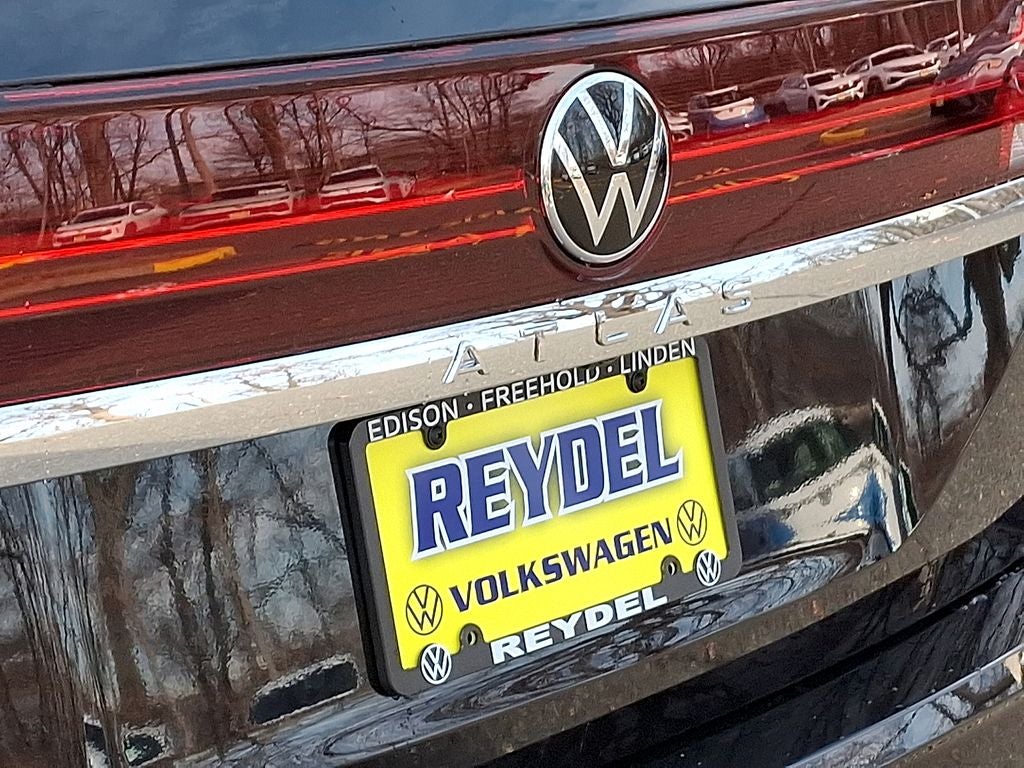 ATLAS
EDISON · FREEHOLD · LINDEN
REYDEL
VOLKSWAGEN
REYDEL